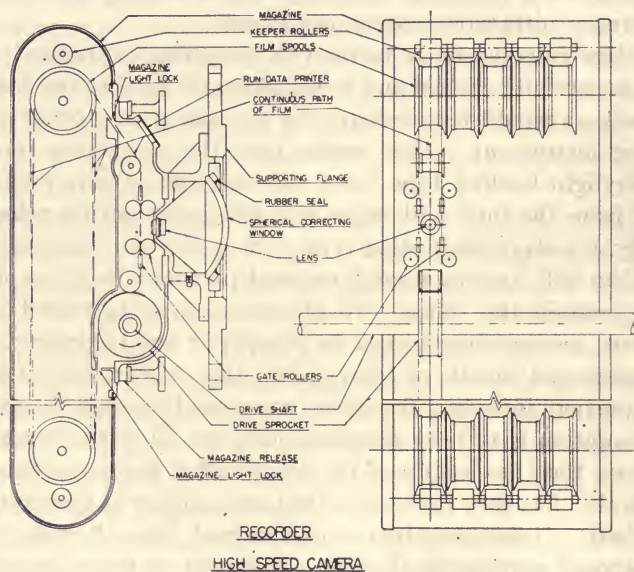 MAGAZINE
KEEPER ROLLERS
FILM SPOOLS
MAGAZINE
LIGHT LOCK
RUN DATA PRINTER
CONTINUOUS PATH
OF FILM
SUPPORTING FLANGE
RUBBER SEAL
SPHERICAL CORRECTING
WINDOW
LENS
GATE ROLLERS
DRIVE SHAFT
DRIVE SPROCKET
MAGAZINE RELEASE
MAGAZINE LIGHT LOCK
RECORDER
HIGH SPEED CAMERA